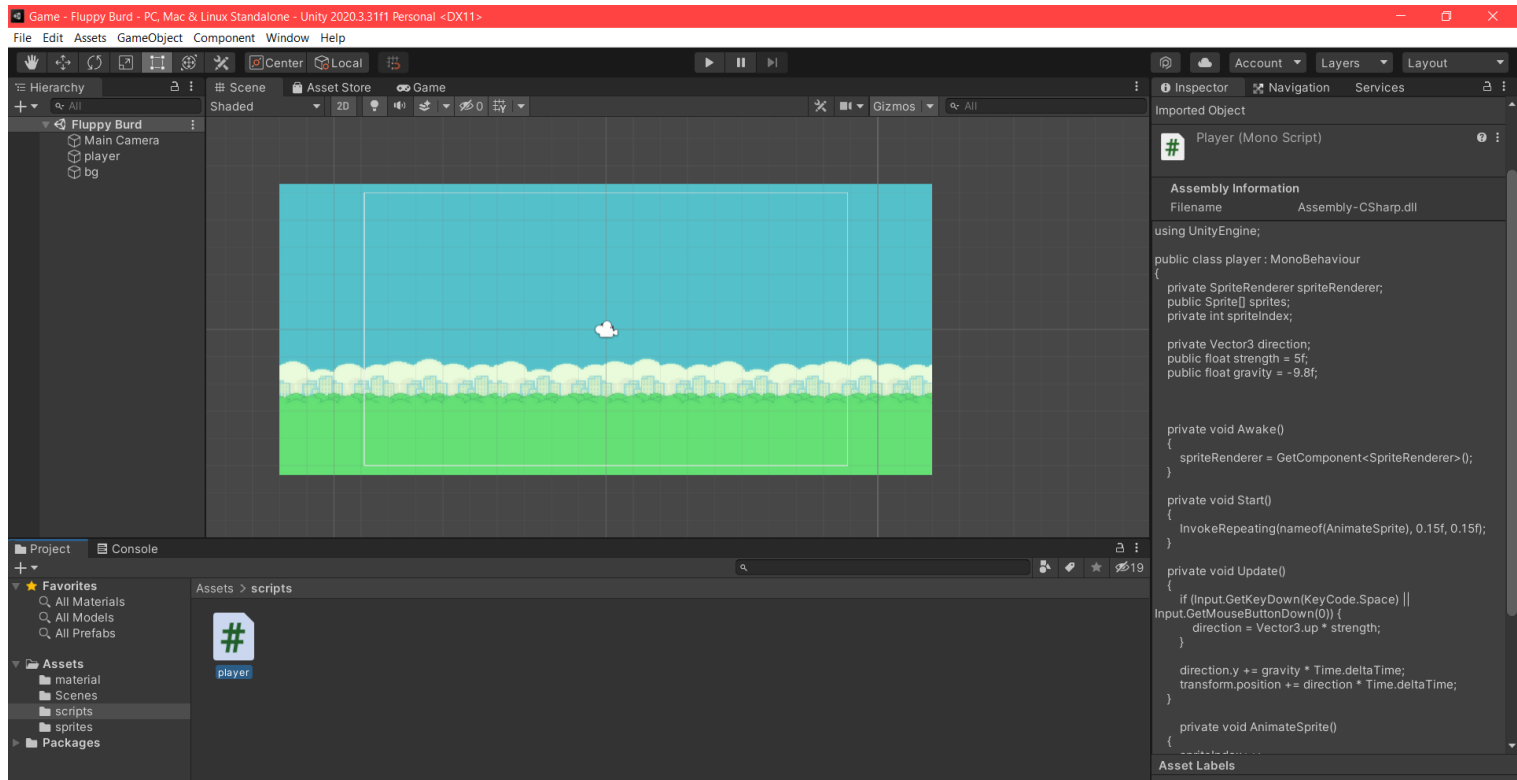 Game - Fluppy Burd - PC, Mac & Linux Standalone - Unity 2020.3.31f1 Personal <DX11>
File Edit Assets GameObject Component Window Help
Center Local Account Layers Layout
Hierarchy
All
Fluppy Burd
Main Camera
player
bg
# Scene Asset Store Game
Shaded 2D 0 Gizmos All
Inspector Navigation Services
Imported Object
# Player (Mono Script)
Assembly Information
Filename Assembly-CSharp.dll
using UnityEngine;
public class player : MonoBehaviour
{
private SpriteRenderer spriteRenderer;
public Sprite[] sprites;
private int spriteIndex;
private Vector3 direction;
public float strength = 5f;
public float gravity = -9.8f;
private void Awake()
{
spriteRenderer = GetComponent<SpriteRenderer>();
}
private void Start()
{
InvokeRepeating(nameof(AnimateSprite), 0.15f, 0.15f);
}
private void Update()
{
if (Input.GetKeyDown(KeyCode.Space) ||
Input.GetMouseButtonDown(0)) {
direction = Vector3.up * strength;
}
direction.y += gravity * Time.deltaTime;
transform.position += direction * Time.deltaTime;
}
private void AnimateSprite()
{
Asset Labels
Project Console
19
Favorites
All Materials
All Models
All Prefabs
Assets
material
Scenes
scripts
sprites
Packages
Assets > scripts
#
player